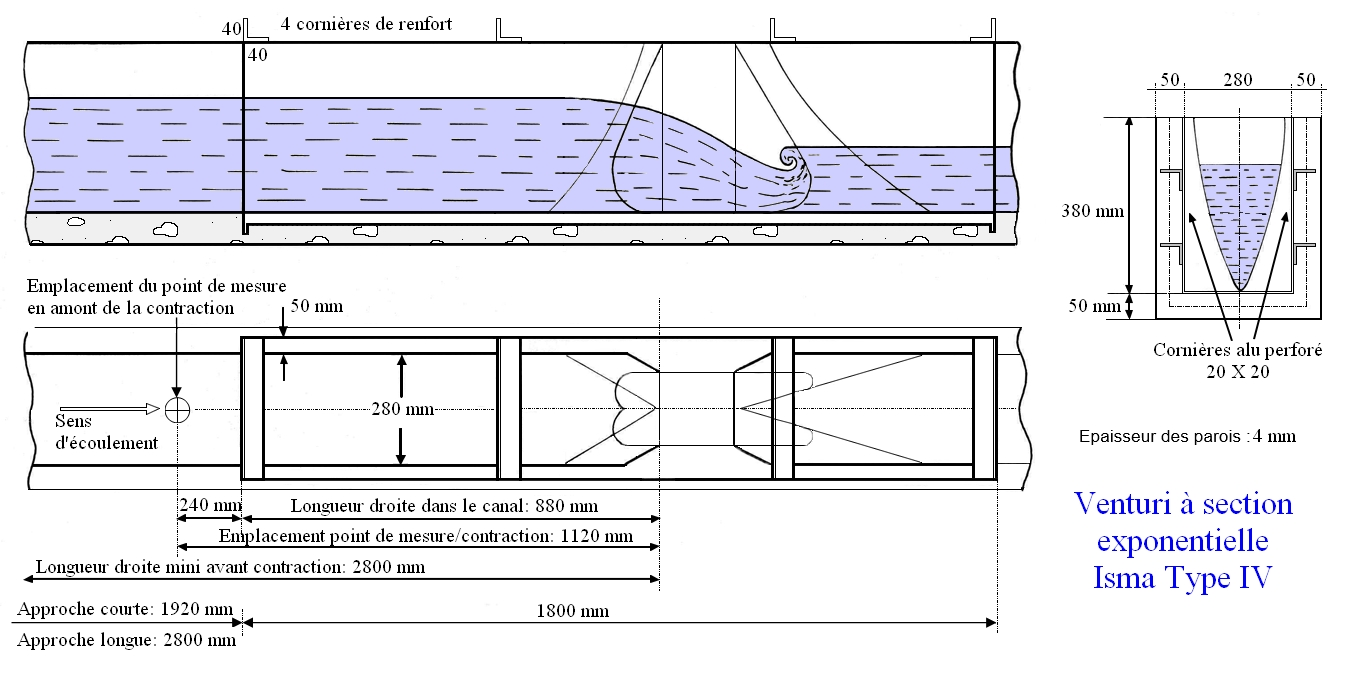 40
4 cornières de renfort
40
50
280
50
380 mm
50 mm
Cornières alu perforé
20 X 20
Epaisseur des parois : 4 mm
Venturi à section
exponentielle
Isma Type IV
Emplacement du point de mesure
en amont de la contraction
50 mm
280 mm
Sens
d'écoulement
240 mm
Longueur droite dans le canal: 880 mm
Emplacement point de mesure/contraction: 1120 mm
Longueur droite mini avant contraction: 2800 mm
Approche courte: 1920 mm
1800 mm
Approche longue: 2800 mm